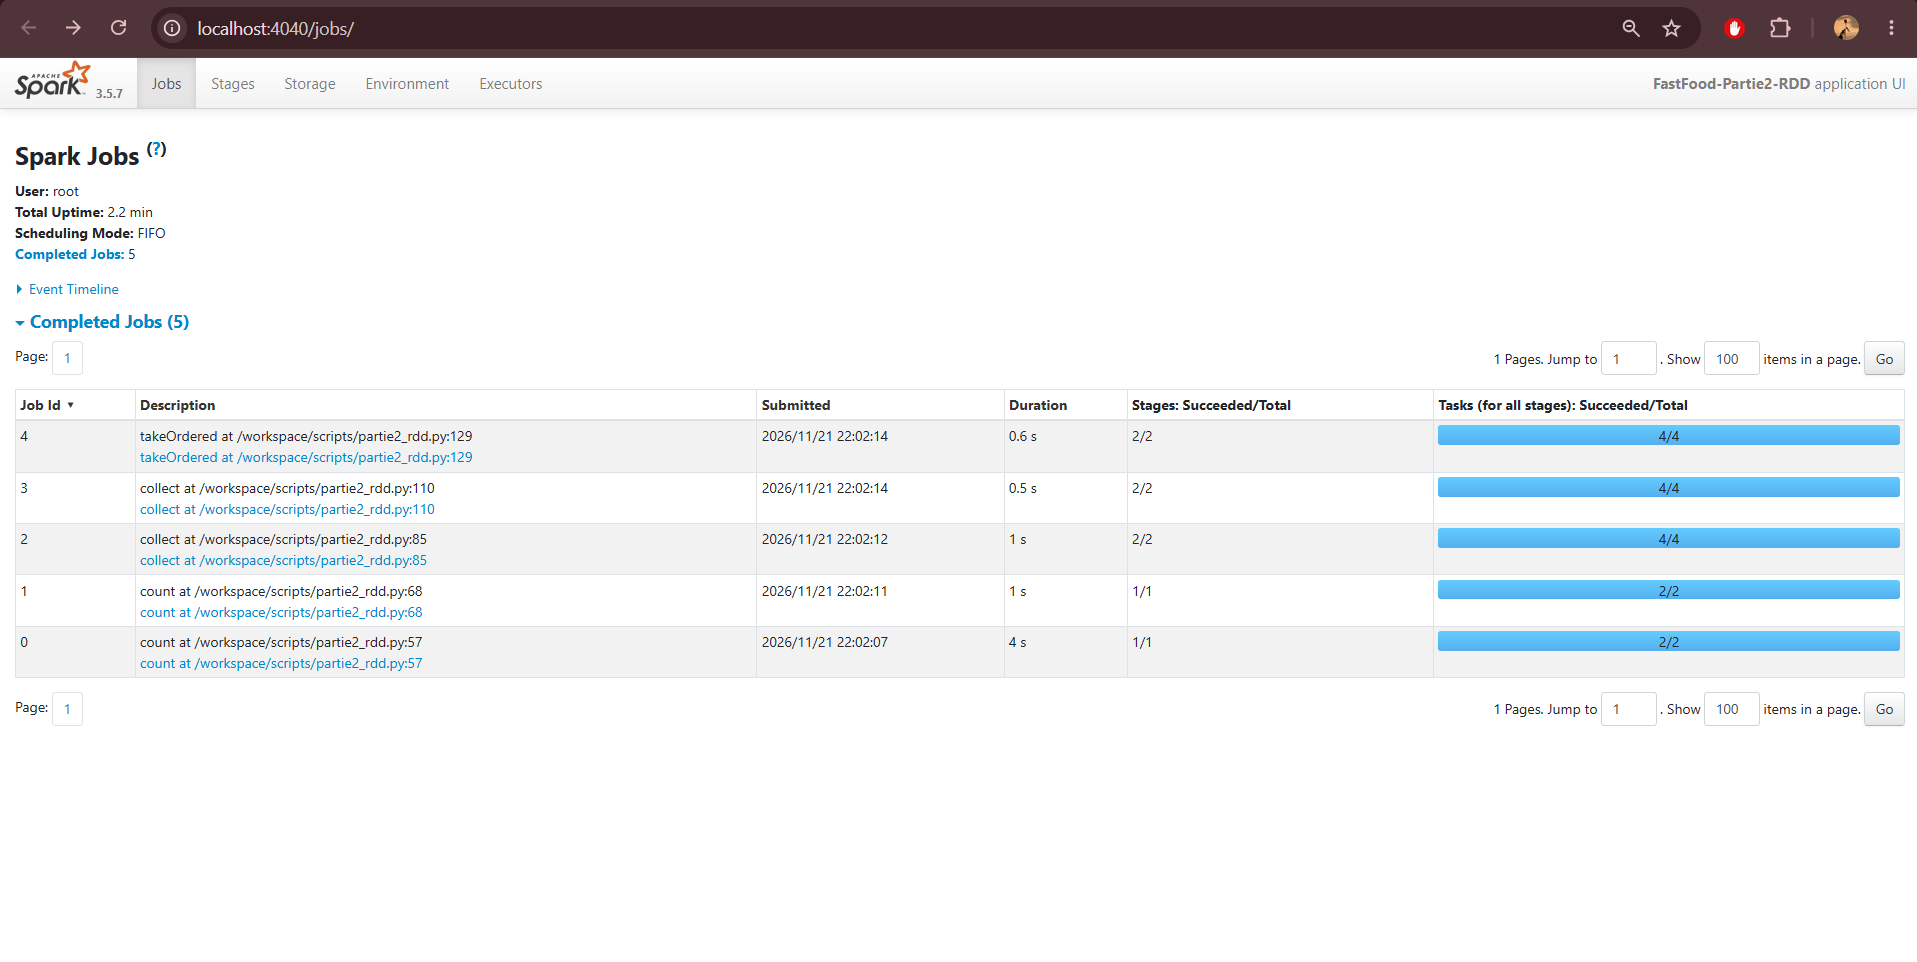 localhost:4040/jobs/
APACHE Spark 3.5.7 Jobs Stages Storage Environment Executors FastFood-Partie2-RDD application UI
Spark Jobs (?)
User: root
Total Uptime: 2.2 min
Scheduling Mode: FIFO
Completed Jobs: 5
Event Timeline
Completed Jobs (5)
Page: 1 1 Pages. Jump to 1 . Show 100 items in a page. Go
Job Id ▾ Description Submitted Duration Stages: Succeeded/Total Tasks (for all stages): Succeeded/Total
4 takeOrdered at /workspace/scripts/partie2_rdd.py:129 2026/11/21 22:02:14 0.6 s 2/2 4/4
takeOrdered at /workspace/scripts/partie2_rdd.py:129
3 collect at /workspace/scripts/partie2_rdd.py:110 2026/11/21 22:02:14 0.5 s 2/2 4/4
collect at /workspace/scripts/partie2_rdd.py:110
2 collect at /workspace/scripts/partie2_rdd.py:85 2026/11/21 22:02:12 1 s 2/2 4/4
collect at /workspace/scripts/partie2_rdd.py:85
1 count at /workspace/scripts/partie2_rdd.py:68 2026/11/21 22:02:11 1 s 1/1 2/2
count at /workspace/scripts/partie2_rdd.py:68
0 count at /workspace/scripts/partie2_rdd.py:57 2026/11/21 22:02:07 4 s 1/1 2/2
count at /workspace/scripts/partie2_rdd.py:57
Page: 1 1 Pages. Jump to 1 . Show 100 items in a page. Go